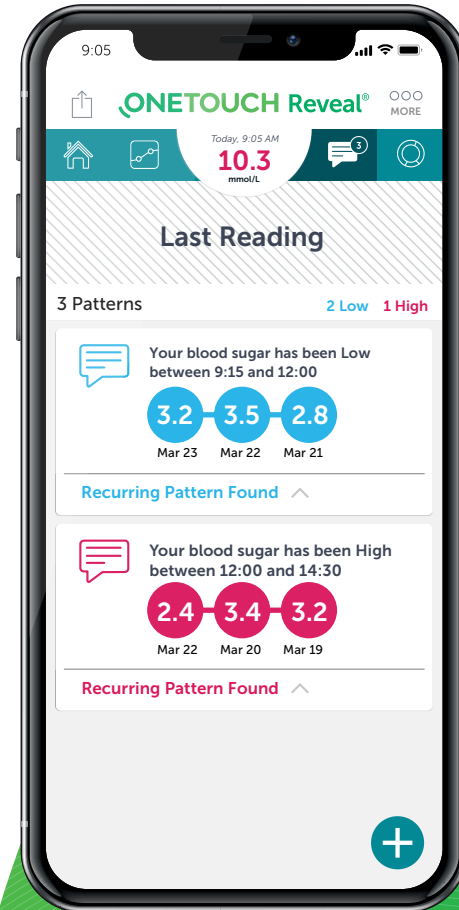 9:05
ONETOUCH Reveal®
MORE
Today, 9:05 AM
10.3
mmol/L
3
Last Reading
3 Patterns 2 Low 1 High
Your blood sugar has been Low
between 9:15 and 12:00
3.2 3.5 2.8
Mar 23 Mar 22 Mar 21
Recurring Pattern Found
Your blood sugar has been High
between 12:00 and 14:30
2.4 3.4 3.2
Mar 22 Mar 20 Mar 19
Recurring Pattern Found